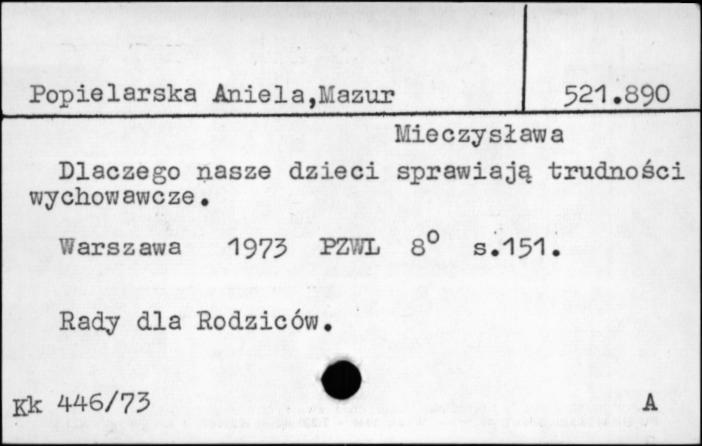 Popielarska Aniela,Mazur 521.890
Mieczysława
Dlaczego nasze dzieci sprawiają trudności
wychowawcze.
Warszawa 1973 PZWL 8° s.151.
Rady dla Rodziców.
Kk 446/73 A